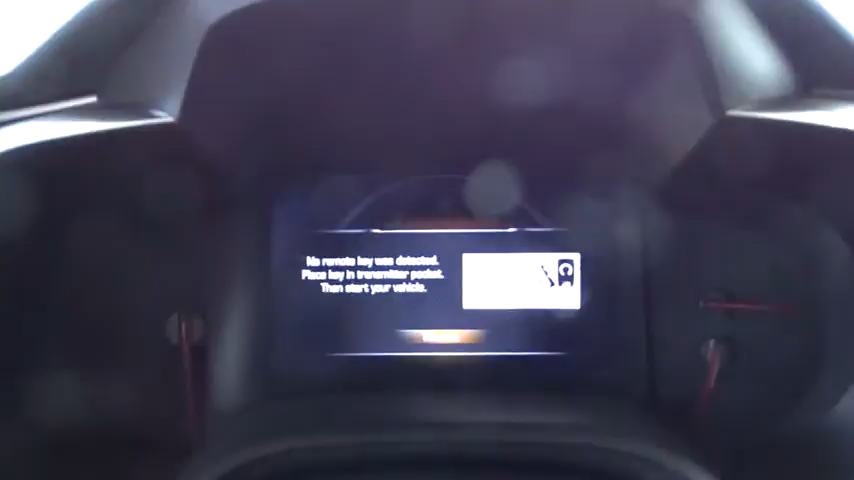 No remote key was detected.
Place key in transmitter pocket.
Then start your vehicle.